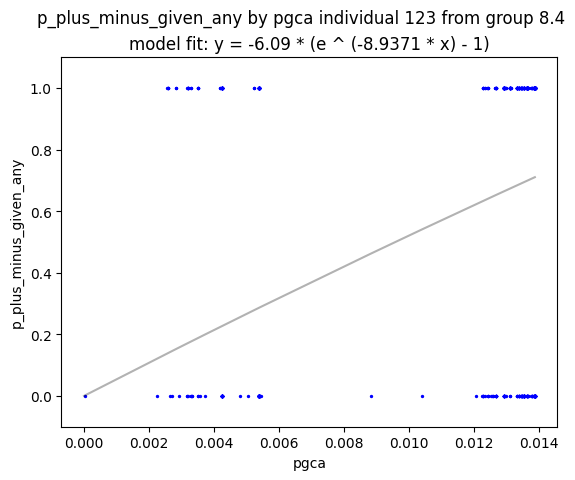 p_plus_minus_given_any by pgca individual 123 from group 8.4
model fit: y = -6.09 * (e ^ (-8.9371 * x) - 1)
1.0
0.8
0.6
0.4
0.2
0.0
p_plus_minus_given_any
0.000 0.002 0.004 0.006 0.008 0.010 0.012 0.014
pgca